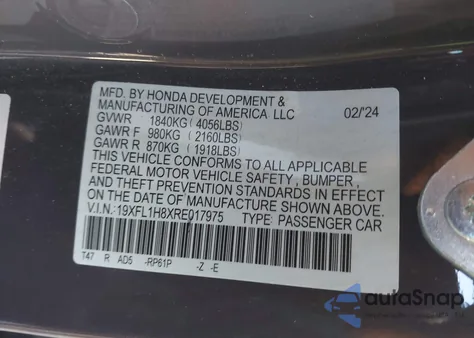 MFD. BY HONDA DEVELOPMENT &
MANUFACTURING OF AMERICA LLC 02/'24
GVWR 1840KG (4056LBS)
GAWR F 980KG (2160LBS)
GAWR R 870KG (1918LBS)
THIS VEHICLE CONFORMS TO ALL APPLICABLE
FEDERAL MOTOR VEHICLE SAFETY, BUMPER,
AND THEFT PREVENTION STANDARDS IN EFFECT
ON THE DATE OF MANUFACTURE SHOWN ABOVE.
V.I.N.:19XFL1H8XRE017975 TYPE: PASSENGER CAR
T47 R AD5 -RP61P -Z -E
autaSnap